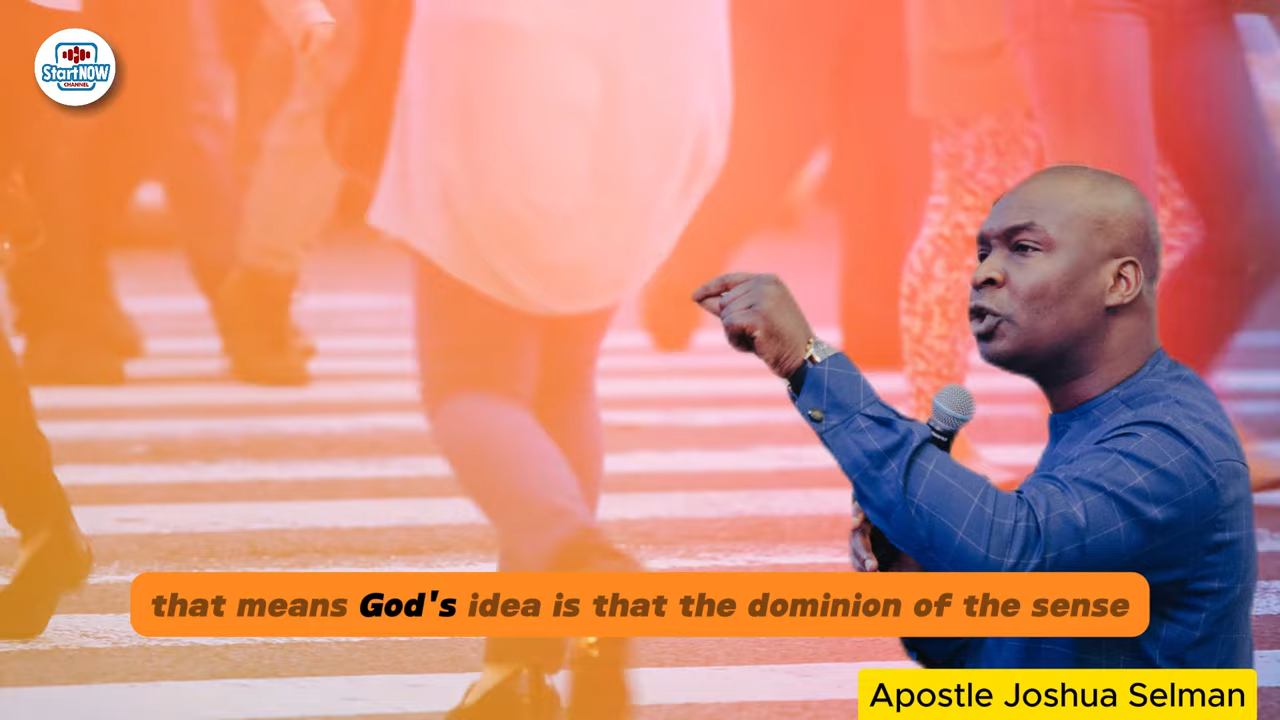 StartNOW
CHANNEL
that means God's idea is that the dominion of the sense
Apostle Joshua Selman